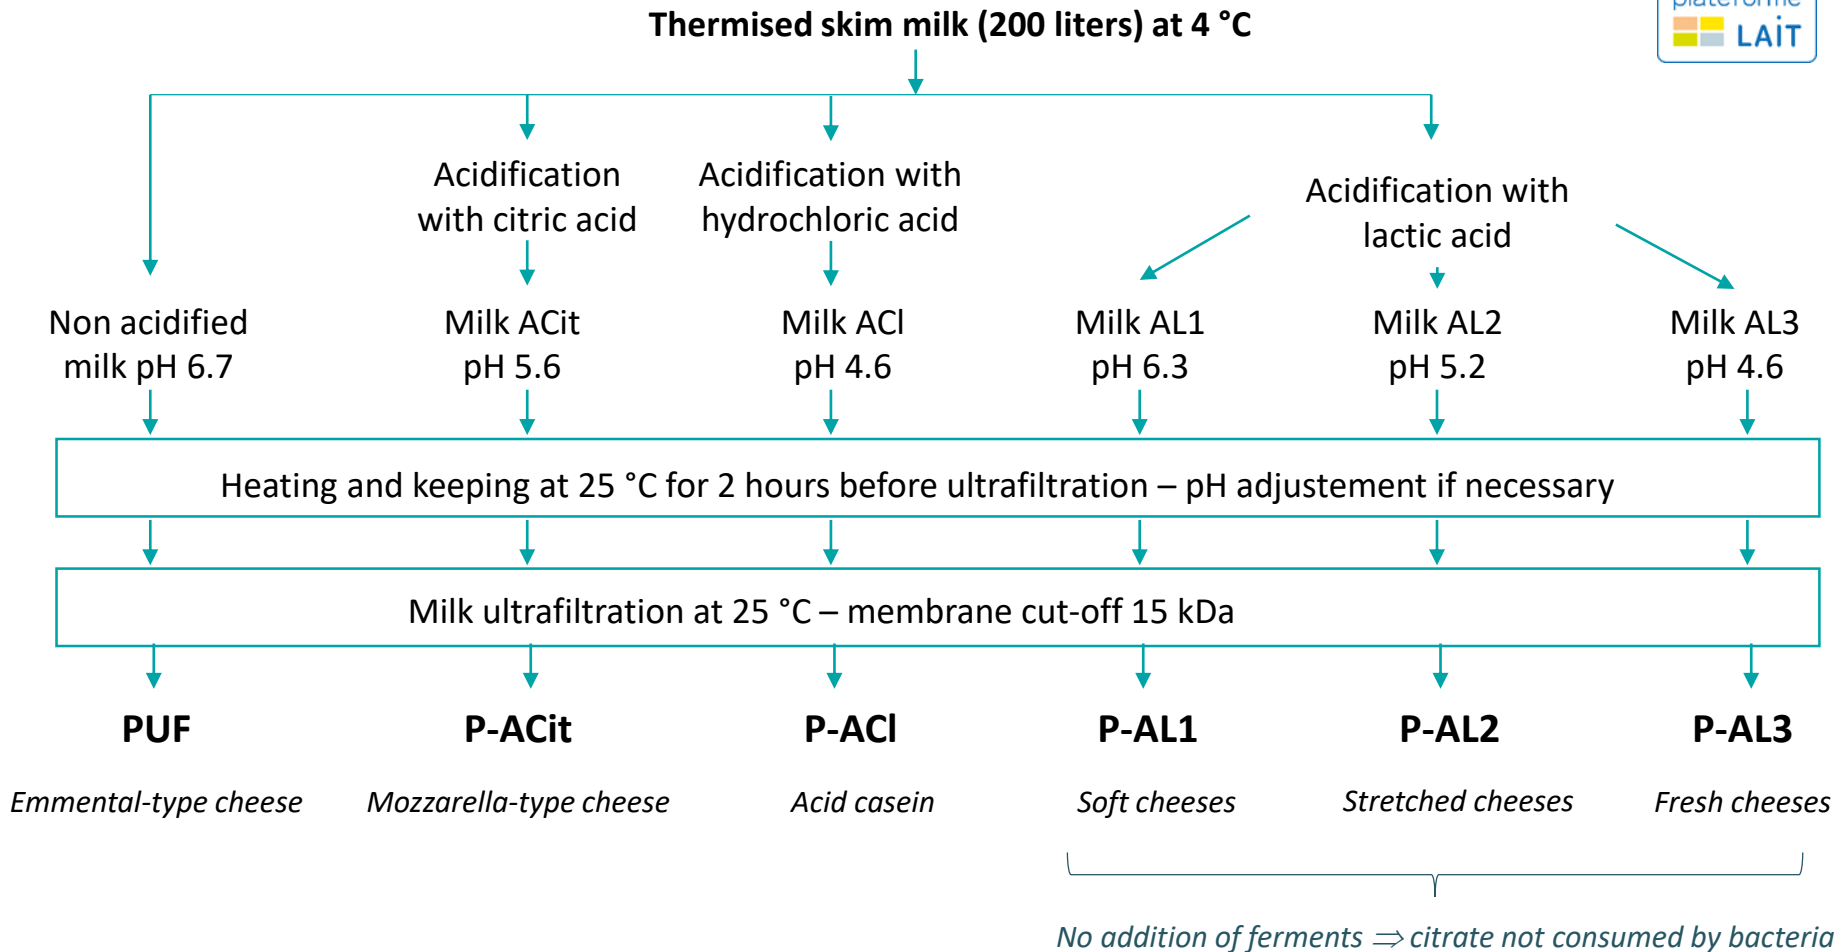 Thermised skim milk (200 liters) at 4 °C
plateforme
LAiT
Acidification
with citric acid
Acidification with
hydrochloric acid
Acidification with
lactic acid
Non acidified
milk pH 6.7
Milk ACit
pH 5.6
Milk ACl
pH 4.6
Milk AL1
pH 6.3
Milk AL2
pH 5.2
Milk AL3
pH 4.6
Heating and keeping at 25 °C for 2 hours before ultrafiltration – pH adjustement if necessary
Milk ultrafiltration at 25 °C – membrane cut-off 15 kDa
PUF
P-ACit
P-ACl
P-AL1
P-AL2
P-AL3
Emmental-type cheese
Mozzarella-type cheese
Acid casein
Soft cheeses
Stretched cheeses
Fresh cheeses
No addition of ferments ⇒ citrate not consumed by bacteria